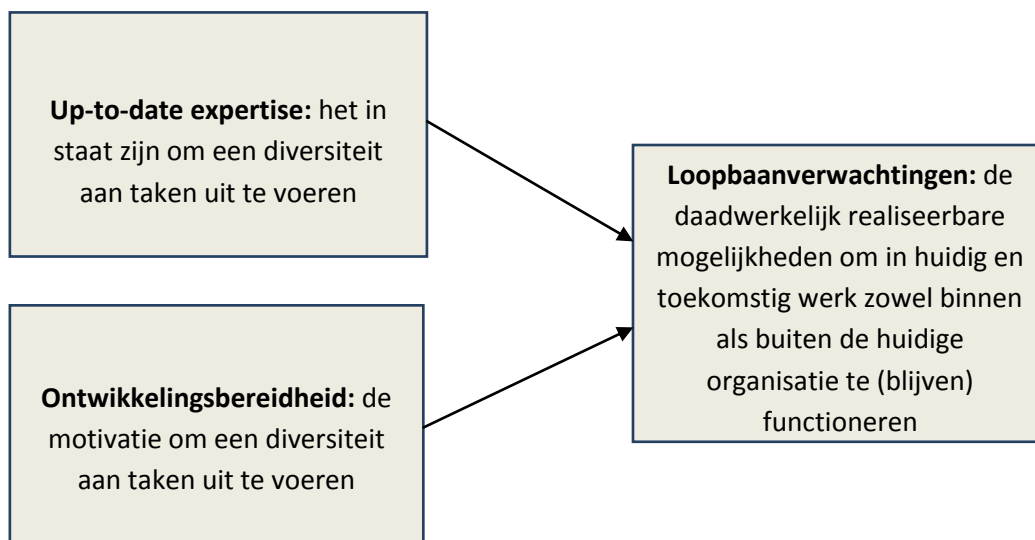 Up-to-date expertise: het in
staat zijn om een diversiteit
aan taken uit te voeren
Ontwikkelingsbereidheid: de
motivatie om een diversiteit
aan taken uit te voeren
Loopbaanverwachtingen: de
daadwerkelijk realiseerbare
mogelijkheden om in huidig en
toekomstig werk zowel binnen
als buiten de huidige
organisatie te (blijven)
functioneren